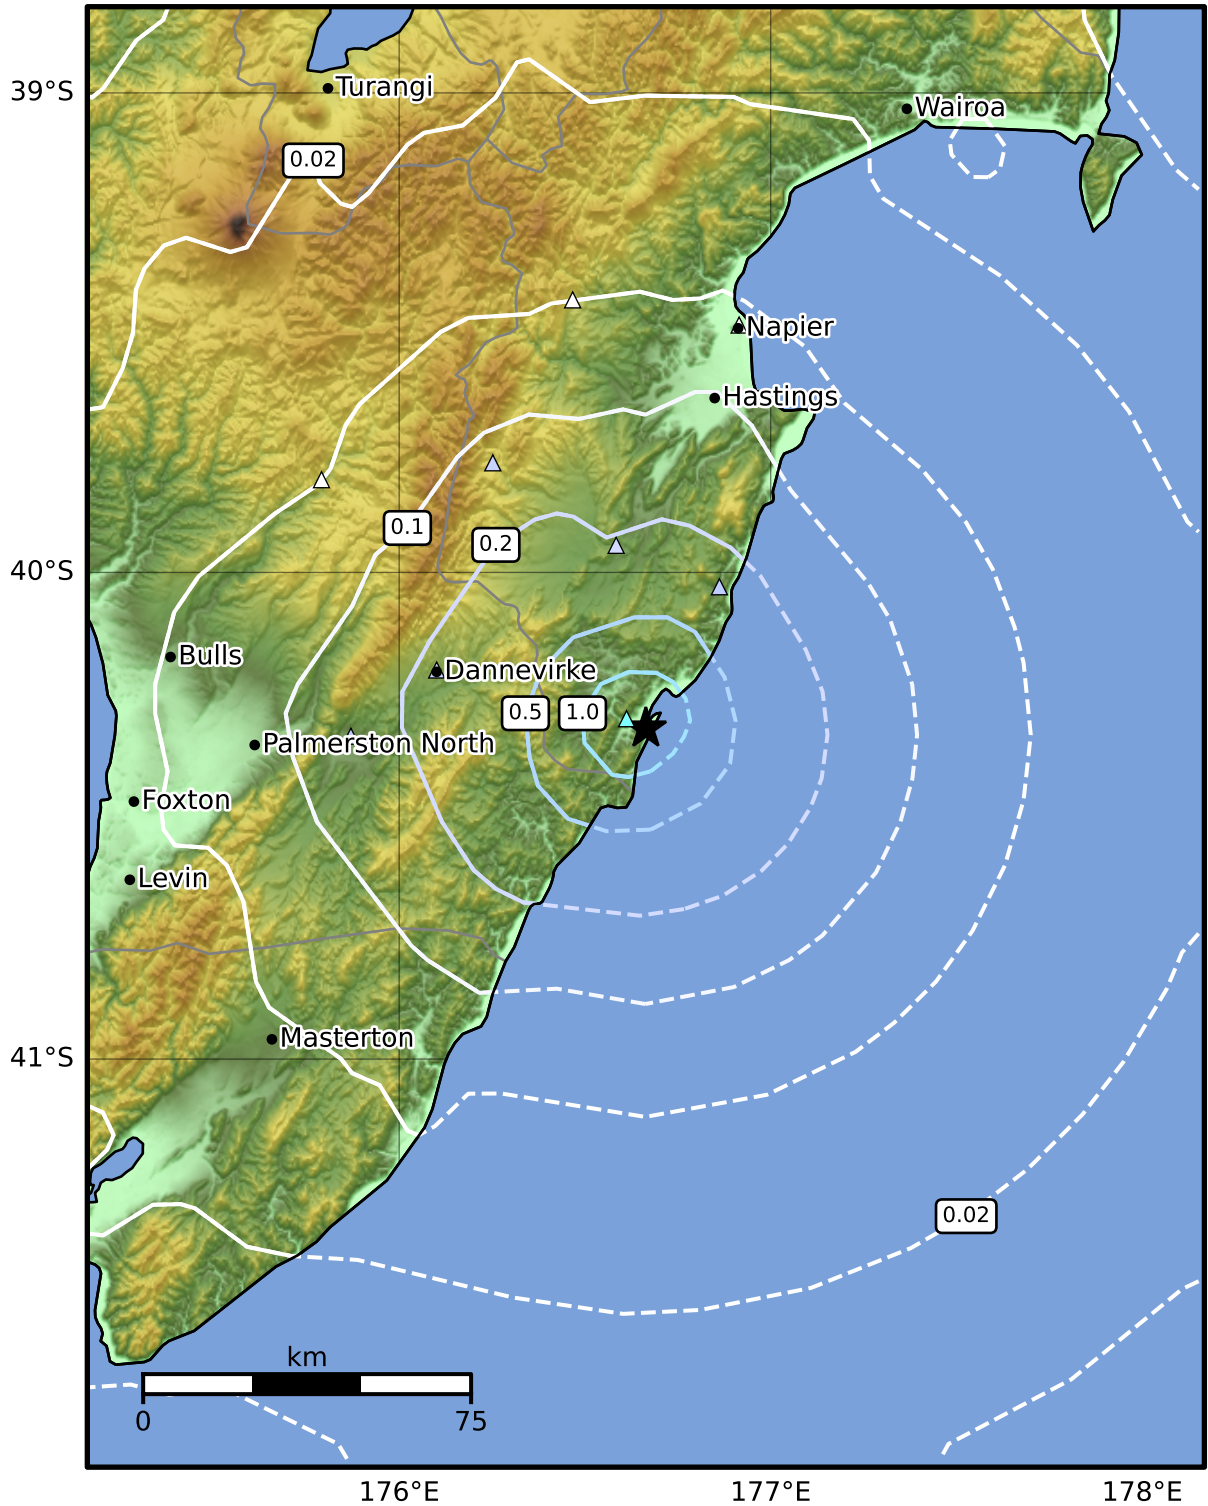 39°S
Turangi
Wairoa
0.02
Napier
Hastings
0.1
0.2
40°S
Bulls
Dannevirke
0.5
1.0
Palmerston North
Foxton
Levin
Masterton
41°S
0.02
km
0
75
176°E
177°E
178°E